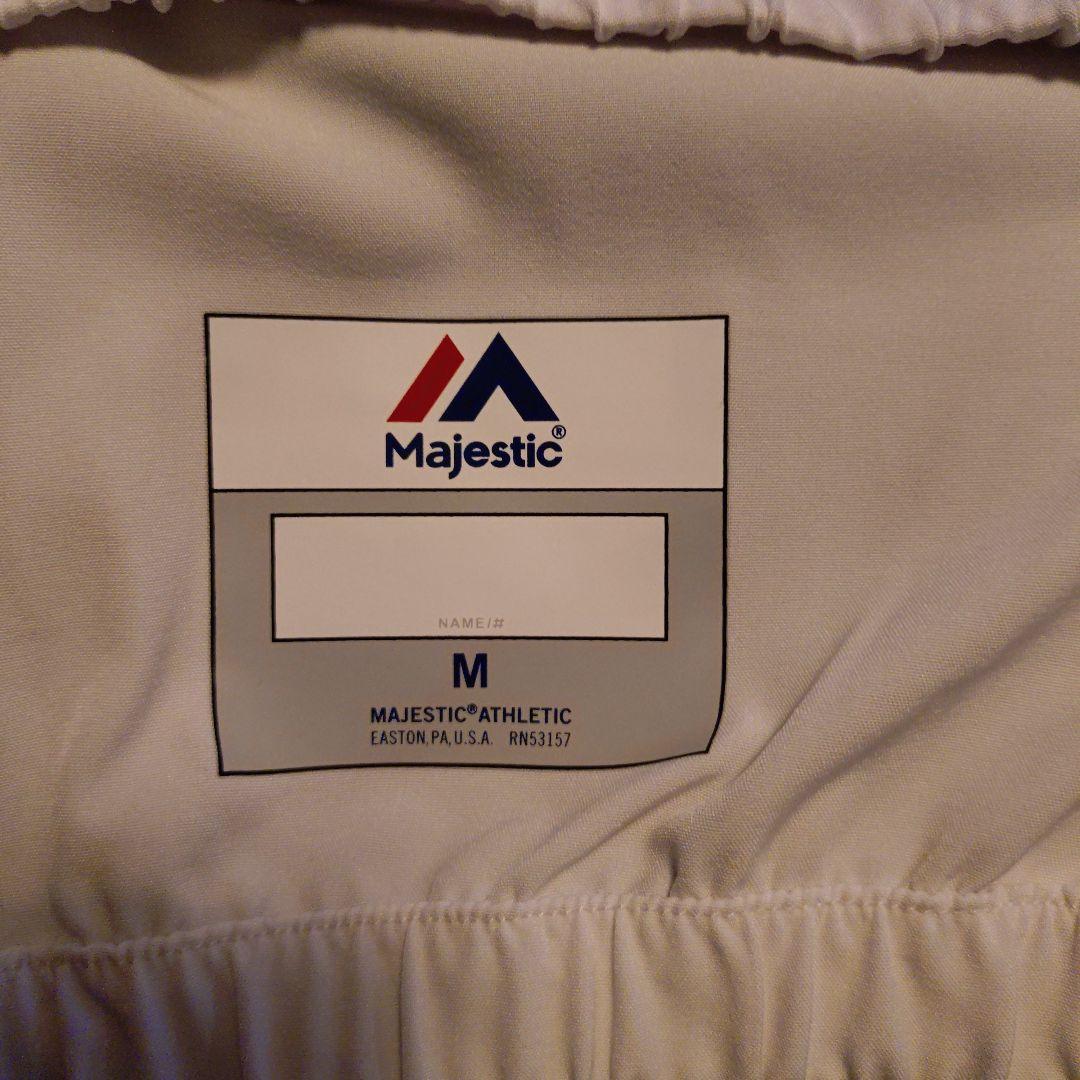 Majestic®
NAME/#
M
MAJESTIC® ATHLETIC
EASTON, PA, U.S.A. RN53157